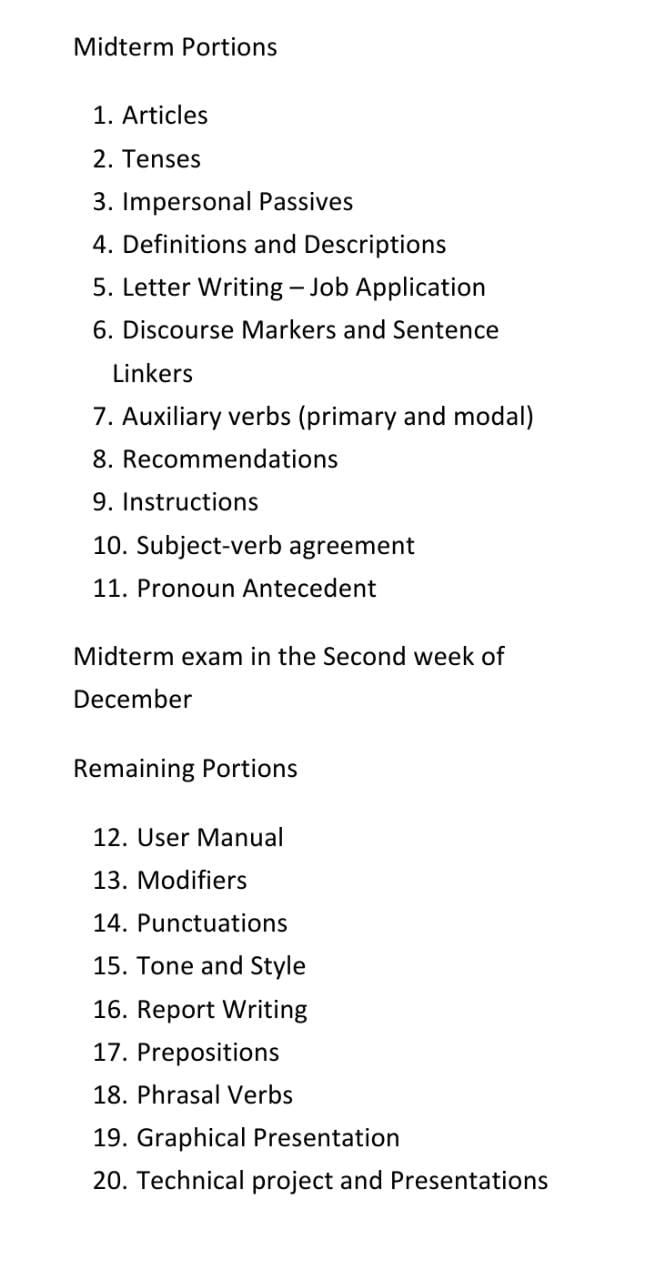 Midterm Portions
1. Articles
2. Tenses
3. Impersonal Passives
4. Definitions and Descriptions
5. Letter Writing – Job Application
6. Discourse Markers and Sentence
Linkers
7. Auxiliary verbs (primary and modal)
8. Recommendations
9. Instructions
10. Subject-verb agreement
11. Pronoun Antecedent
Midterm exam in the Second week of
December
Remaining Portions
12. User Manual
13. Modifiers
14. Punctuations
15. Tone and Style
16. Report Writing
17. Prepositions
18. Phrasal Verbs
19. Graphical Presentation
20. Technical project and Presentations